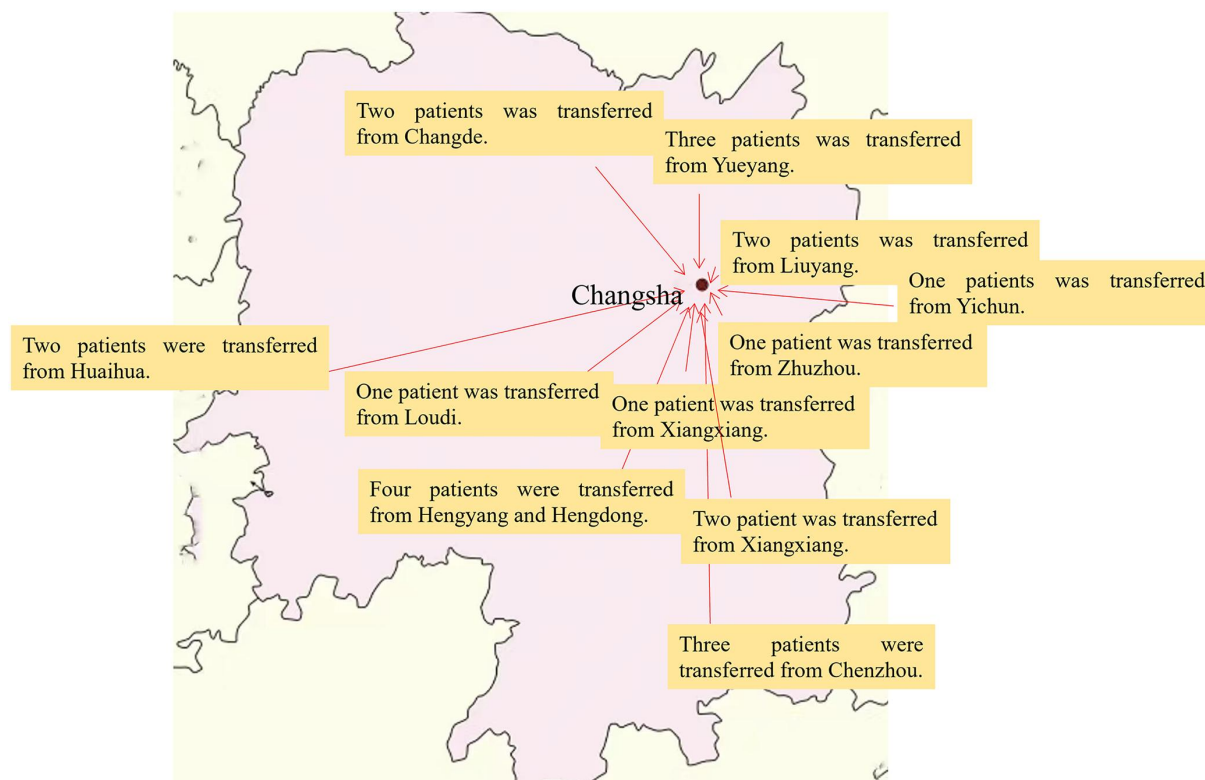 Two patients was transferred
from Changde.
Three patients was transferred
from Yueyang.
Two patients was transferred
from Liuyang.
One patients was transferred
from Yichun.
Changsha
Two patients were transferred
from Huaihua.
One patient was transferred
from Zhuzhou.
One patient was transferred
from Loudi.
One patient was transferred
from Xiangxiang.
Four patients were transferred
from Hengyang and Hengdong.
Two patient was transferred
from Xiangxiang.
Three patients were
transferred from Chenzhou.